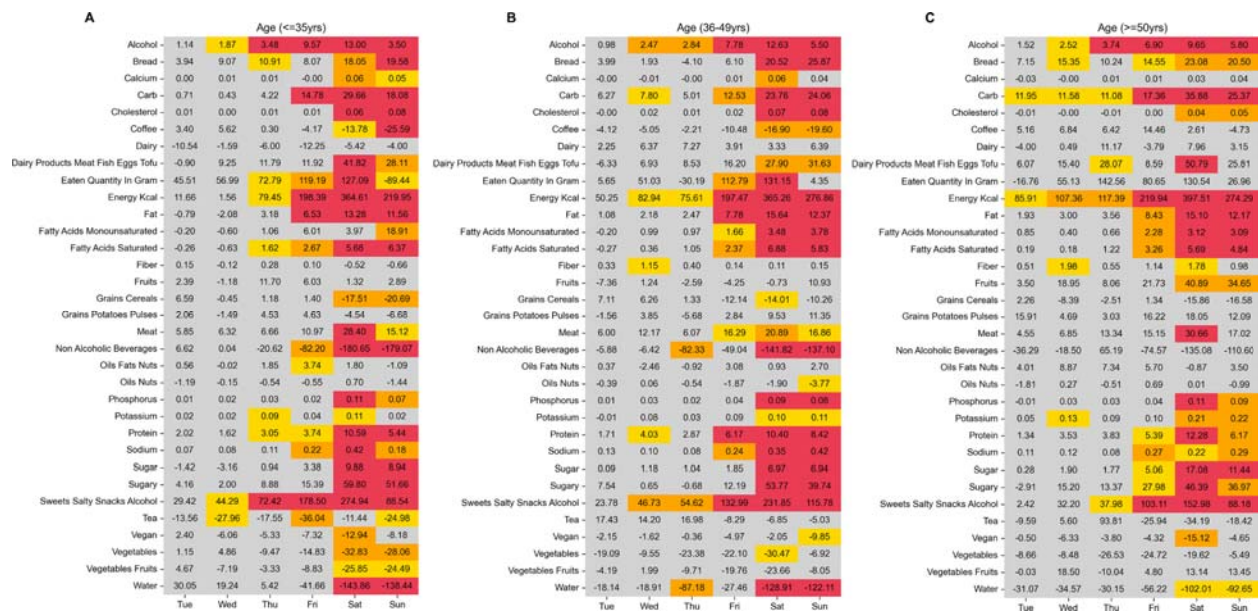 A
Age (<=35yrs)
Alcohol 1.14 1.87 3.48 9.57 13.00 3.50
Bread 3.94 9.07 10.91 8.07 18.05 19.58
Calcium 0.00 0.01 0.01 -0.00 0.06 0.05
Carb 0.71 0.43 4.22 14.78 29.66 18.08
Cholesterol 0.01 0.00 0.01 0.01 0.06 0.08
Coffee 3.40 5.62 0.30 -4.17 -13.78 -25.59
Dairy -10.54 -1.59 -6.00 -12.25 -5.42 -4.00
Dairy Products Meat Fish Eggs Tofu -0.90 9.25 11.79 11.92 41.82 28.11
Eaten Quantity In Gram 45.51 56.99 72.79 119.19 127.09 -89.44
Energy Kcal 11.66 1.56 79.45 198.39 364.61 219.95
Fat -0.79 -2.08 3.18 6.53 13.28 11.56
Fatty Acids Monounsaturated -0.20 -0.60 1.06 6.01 3.97 18.91
Fatty Acids Saturated -0.26 -0.63 1.62 2.67 5.68 6.37
Fiber 0.15 -0.12 0.28 0.10 -0.52 -0.66
Fruits 2.39 -1.18 11.70 6.03 1.32 2.89
Grains Cereals 6.59 -0.45 1.18 1.40 -17.51 -20.69
Grains Potatoes Pulses 2.06 -1.49 4.53 4.63 -4.54 -6.68
Meat 5.85 6.32 6.66 10.97 28.40 15.12
Non Alcoholic Beverages 6.62 0.04 -20.62 -82.20 -180.65 -179.07
Oils Fats Nuts 0.56 -0.02 1.85 3.74 1.80 -1.09
Oils Nuts -1.19 -0.15 -0.54 -0.55 0.70 -1.44
Phosphorus 0.01 0.02 0.03 0.02 0.11 0.07
Potassium 0.02 0.02 0.09 0.04 0.11 0.02
Protein 2.02 1.62 3.05 3.74 10.59 5.44
Sodium 0.07 0.08 0.11 0.22 0.42 0.18
Sugar -1.42 -3.16 0.94 3.38 9.88 8.94
Sugary 4.16 2.00 8.88 15.39 59.80 51.66
Sweets Salty Snacks Alcohol 29.42 44.29 72.42 178.50 274.94 88.54
Tea -13.56 -27.96 -17.55 -36.04 -11.44 -24.98
Vegan 2.40 -6.06 -5.33 -7.32 -12.94 -8.18
Vegetables 1.15 4.86 -9.47 -14.83 -32.83 -28.06
Vegetables Fruits 4.67 -7.19 -3.33 -8.83 -25.85 -24.49
Water 30.05 19.24 5.42 -41.66 -143.86 -138.44
Tue Wed Thu Fri Sat Sun
B
Age (36-49yrs)
Alcohol 0.98 2.47 2.84 7.78 12.63 5.50
Bread 3.99 1.93 -4.10 6.10 20.52 25.87
Calcium -0.01 -0.00 -0.01 0.00 0.06 0.04
Carb 6.27 7.80 5.01 12.53 23.76 24.06
Cholesterol -0.00 0.02 0.01 0.02 0.07 0.08
Coffee -4.12 -5.05 -2.21 -10.48 -16.90 -19.60
Dairy 2.25 6.37 7.27 3.91 3.33 6.39
Dairy Products Meat Fish Eggs Tofu -6.33 6.93 8.53 16.20 27.90 31.63
Eaten Quantity In Gram 5.65 51.03 -30.19 112.79 131.15 4.35
Energy Kcal 50.25 82.94 75.61 197.47 365.26 276.86
Fat 1.08 2.18 2.47 7.78 15.64 12.37
Fatty Acids Monounsaturated -0.20 0.99 0.97 1.66 3.48 3.78
Fatty Acids Saturated -0.27 0.36 1.05 2.37 6.88 5.83
Fiber 0.33 1.15 0.40 0.14 0.11 0.15
Fruits -7.36 1.24 -2.59 -4.25 -0.73 10.93
Grains Cereals 7.11 6.26 1.33 -12.14 -14.01 -10.26
Grains Potatoes Pulses -1.56 3.85 -5.68 2.84 9.53 11.35
Meat 6.00 12.17 6.07 16.29 20.89 16.86
Non Alcoholic Beverages -5.88 -6.42 -82.33 -49.04 -141.82 -137.10
Oils Fats Nuts 0.37 -2.46 -0.92 3.08 0.93 2.70
Oils Nuts -0.39 0.06 -0.14 -1.87 -1.90 -3.77
Phosphorus 0.01 0.03 0.02 0.04 0.09 0.08
Potassium -0.01 0.08 0.03 0.09 0.10 0.11
Protein 1.71 4.03 2.87 6.17 10.40 8.42
Sodium 0.13 0.10 0.08 0.24 0.35 0.42
Sugar 0.09 1.18 1.04 1.85 6.97 6.94
Sugary 7.54 0.65 -0.68 12.19 53.77 39.74
Sweets Salty Snacks Alcohol 23.78 46.73 54.62 132.99 231.85 115.78
Tea 17.43 14.20 16.98 -8.29 -6.85 -5.03
Vegan -2.15 -1.62 -0.36 -4.97 -2.05 -9.85
Vegetables -19.09 -9.55 -23.38 -22.10 -30.47 -6.92
Vegetables Fruits -4.19 1.99 -9.71 -19.76 -23.66 -8.05
Water -18.14 -18.91 -87.18 -27.46 -128.91 -122.11
Tue Wed Thu Fri Sat Sun
C
Age (>=50yrs)
Alcohol 1.52 2.52 3.74 6.90 9.65 5.80
Bread 7.15 15.35 10.24 14.55 23.08 20.50
Calcium -0.03 -0.00 -0.01 0.01 0.03 0.04
Carb 11.95 11.58 11.08 17.36 35.88 25.37
Cholesterol -0.01 0.00 0.00 0.00 0.04 0.05
Coffee 5.16 6.84 6.42 14.46 2.61 -4.73
Dairy -4.00 0.49 11.17 -3.79 7.96 3.15
Dairy Products Meat Fish Eggs Tofu 6.07 15.40 28.07 8.59 50.79 25.81
Eaten Quantity In Gram -16.76 55.13 142.56 80.65 130.54 26.96
Energy Kcal 85.91 107.36 117.39 219.94 397.51 274.29
Fat 1.93 3.00 3.56 8.43 15.10 12.17
Fatty Acids Monounsaturated 0.85 0.40 0.66 2.28 3.12 3.09
Fatty Acids Saturated 0.19 0.18 1.22 3.26 5.69 4.84
Fiber 0.51 1.98 0.55 1.14 1.78 0.98
Fruits 3.50 18.95 8.06 21.73 40.89 34.65
Grains Cereals 2.26 -8.39 -2.51 1.34 -15.86 -16.58
Grains Potatoes Pulses 15.91 4.69 3.03 16.22 18.05 12.09
Meat 4.55 6.85 13.34 15.15 30.66 17.02
Non Alcoholic Beverages -36.29 -18.50 65.19 -74.57 -135.08 -110.60
Oils Fats Nuts 4.01 8.87 7.34 5.70 -0.87 3.50
Oils Nuts -1.81 0.27 -0.51 0.69 0.01 -0.99
Phosphorus -0.01 0.03 0.04 0.03 0.11 0.09
Potassium 0.05 0.13 0.09 0.10 0.21 0.22
Protein 1.34 3.53 3.83 5.39 12.28 6.17
Sodium 0.11 0.12 0.08 0.27 0.22 0.29
Sugar 0.28 1.90 1.77 5.06 17.08 11.44
Sugary -2.91 15.20 13.37 27.98 46.39 36.97
Sweets Salty Snacks Alcohol 2.42 32.20 37.98 103.11 152.98 88.18
Tea -9.59 5.60 93.81 -25.94 -34.19 -18.42
Vegan -0.50 -6.33 -3.80 -4.32 -15.12 -4.65
Vegetables -8.66 -8.48 -26.53 -24.72 -19.62 -5.49
Vegetables Fruits -0.03 18.50 -10.04 4.80 13.14 13.45
Water -31.07 -34.57 -30.15 -56.22 -102.01 -92.65
Tue Wed Thu Fri Sat Sun